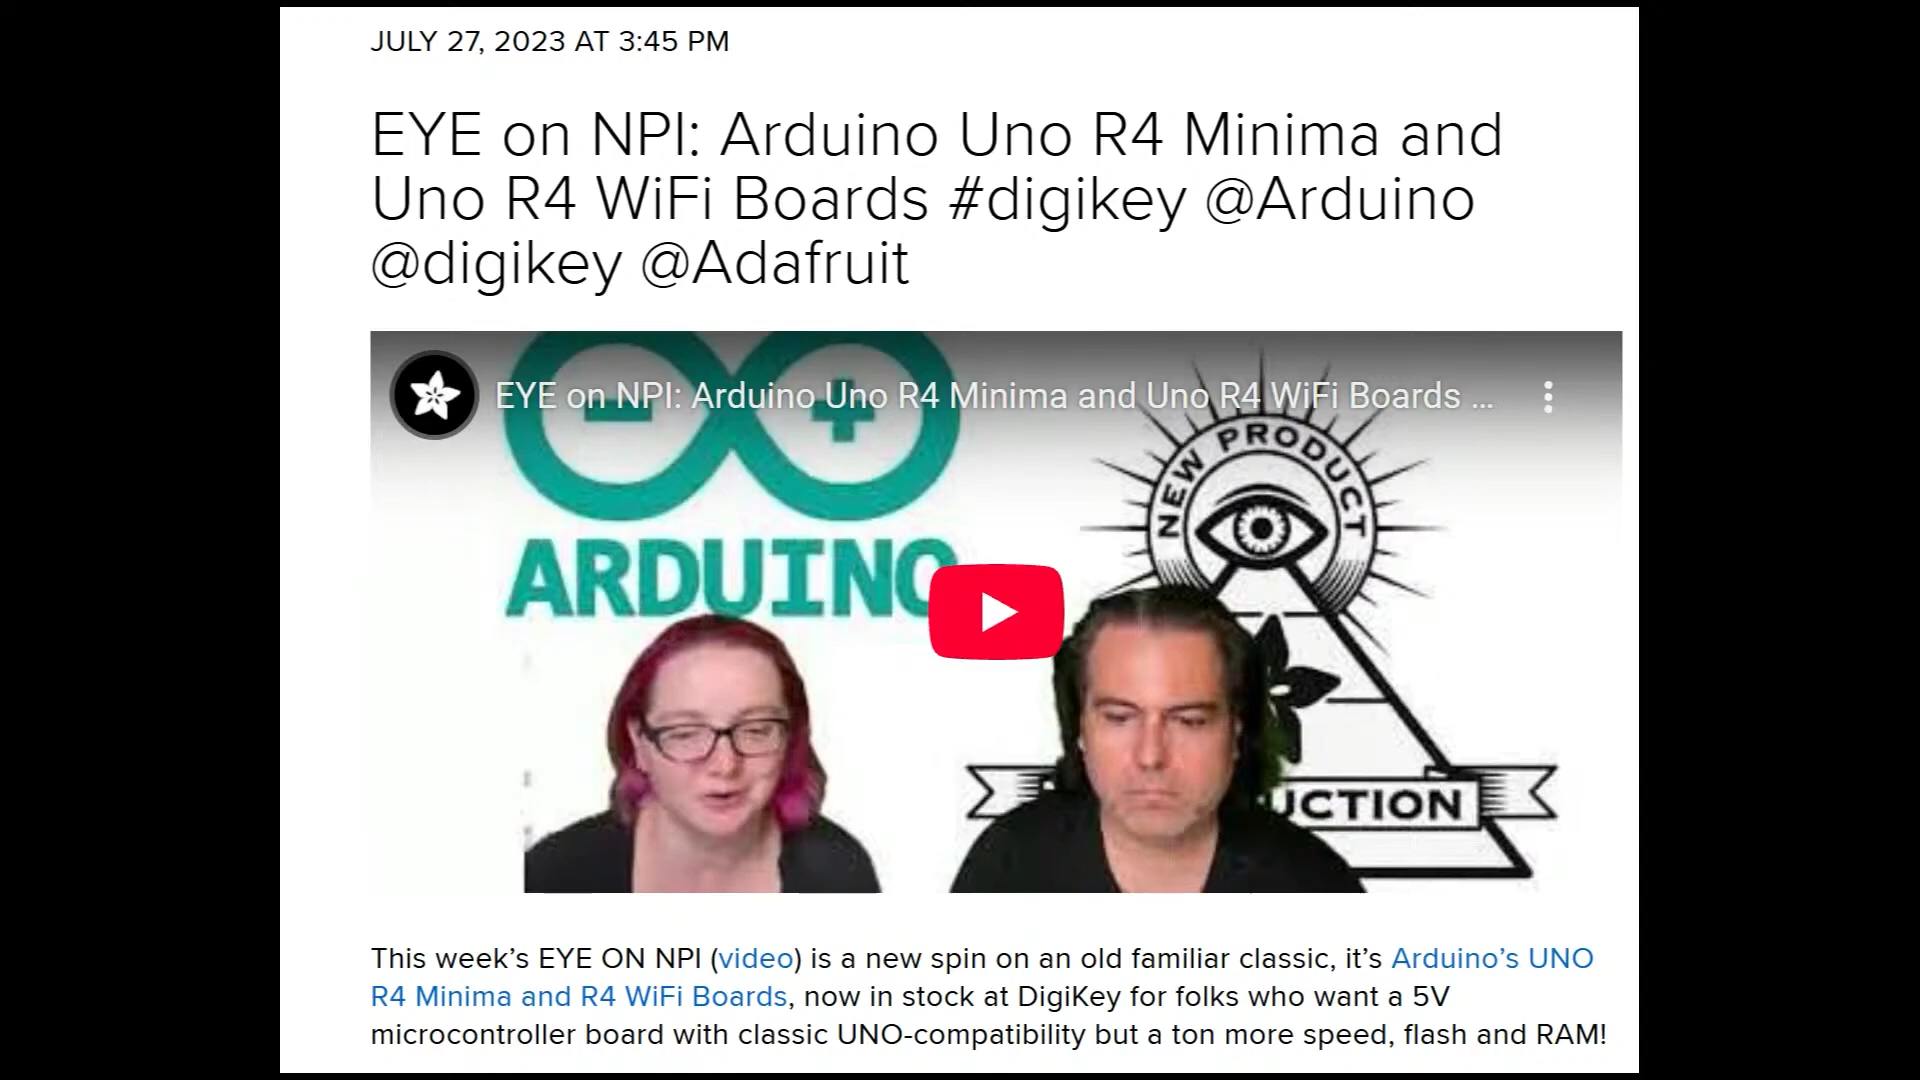 JULY 27, 2023 AT 3:45 PM
EYE on NPI: Arduino Uno R4 Minima and
Uno R4 WiFi Boards #digikey @Arduino
@digikey @Adafruit
EYE on NPI: Arduino Uno R4 Minima and Uno R4 WiFi Boards ...
NEW PRODUCT
ARDUINO
UCTION
This week's EYE ON NPI (video) is a new spin on an old familiar classic, it's Arduino's UNO
R4 Minima and R4 WiFi Boards, now in stock at DigiKey for folks who want a 5V
microcontroller board with classic UNO-compatibility but a ton more speed, flash and RAM!